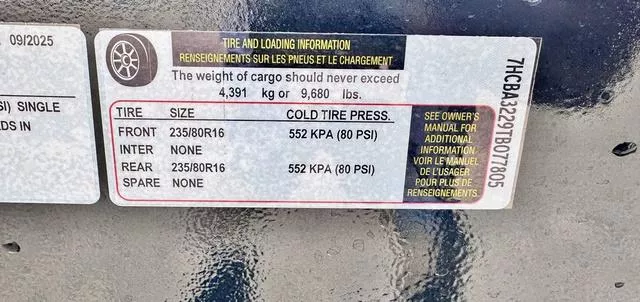 09/2025
SI) SINGLE
DS IN
TIRE AND LOADING INFORMATION
RENSEIGNEMENTS SUR LES PNEUS ET LE CHARGEMENT
The weight of cargo should never exceed
4,391 kg or 9,680 lbs.
TIRE SIZE COLD TIRE PRESS.
FRONT 235/80R16 552 KPA (80 PSI)
INTER NONE
REAR 235/80R16 552 KPA (80 PSI)
SPARE NONE
SEE OWNER'S
MANUAL FOR
ADDITIONAL
INFORMATION
VOIR LE MANUEL
DE L'USAGER
POUR PLUS DE
RENSEIGNEMENTS
7HCBA3229TB077805